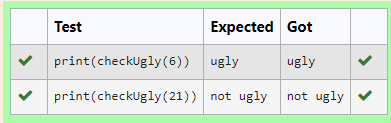 Test Expected Got
print(checkUgly(6)) ugly ugly
print(checkUgly(21)) not ugly not ugly